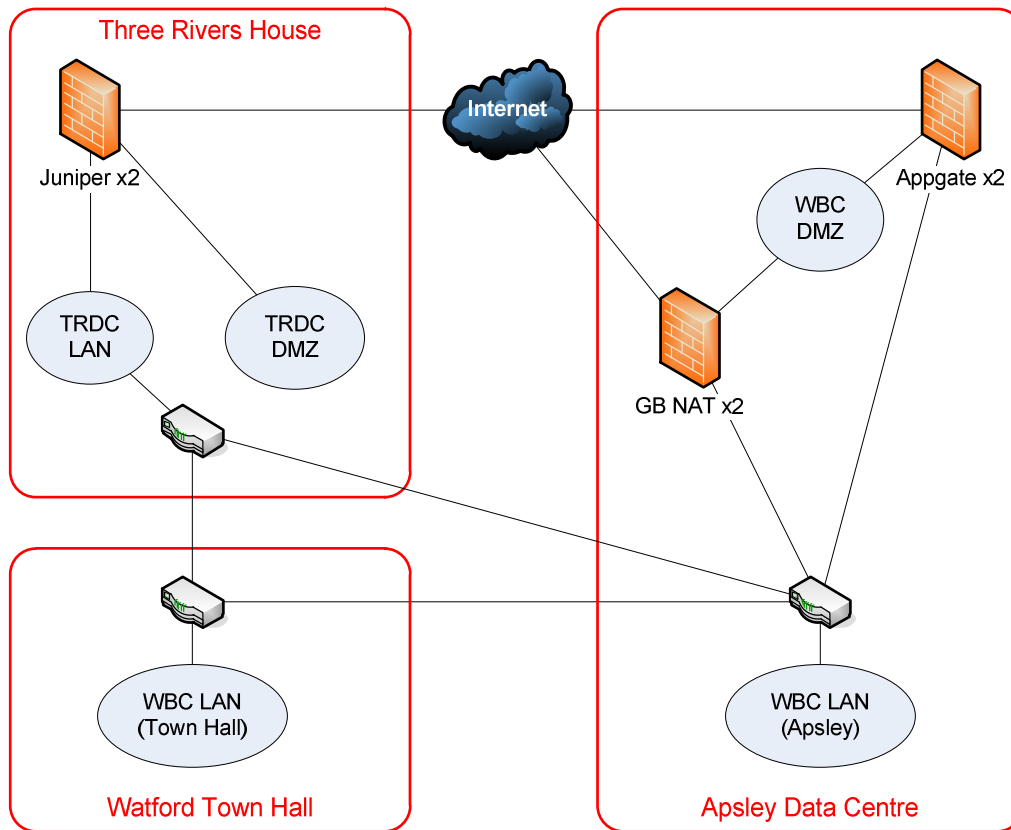 Three Rivers House
Internet
Juniper x2
Appgate x2
WBC
DMZ
TRDC
LAN
TRDC
DMZ
GB NAT x2
WBC LAN
(Town Hall)
WBC LAN
(Apsley)
Watford Town Hall
Apsley Data Centre